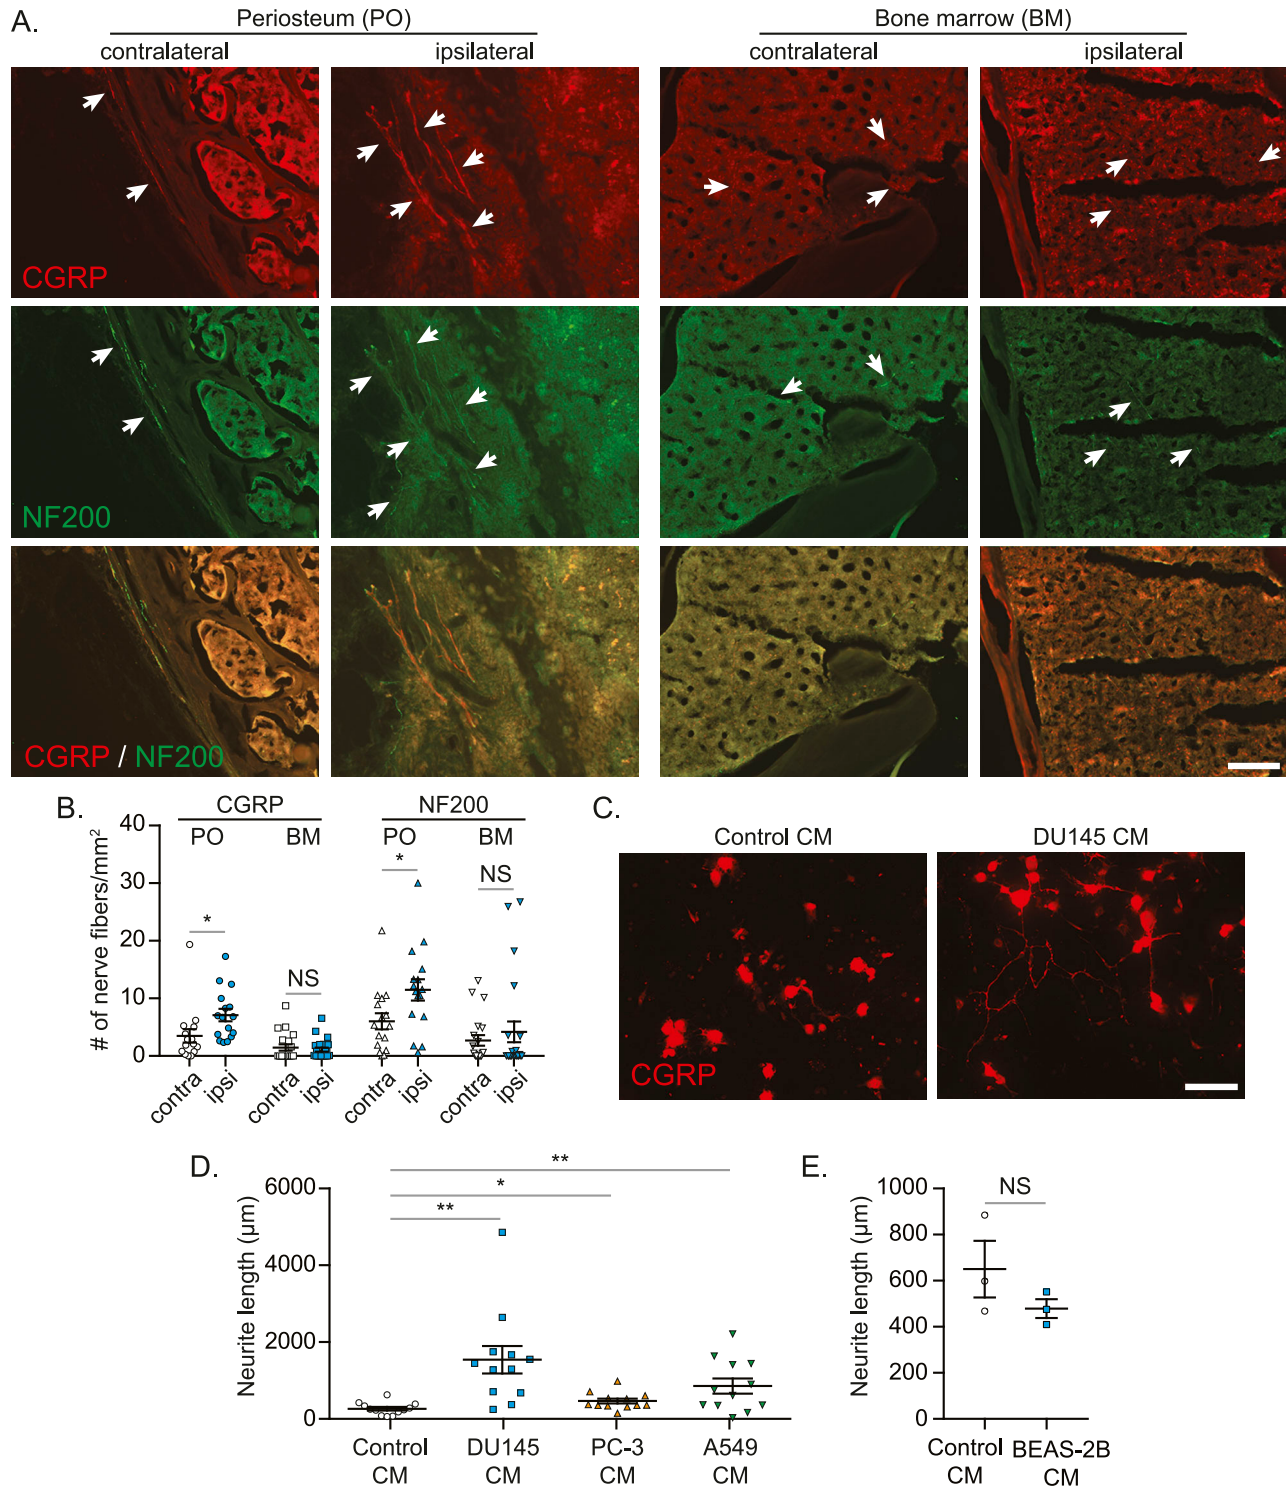 A.
Periosteum (PO)
Bone marrow (BM)
contralateral
ipsilateral
contralateral
ipsilateral
CGRP
NF200
CGRP / NF200
B.
CGRP
NF200
PO
BM
PO
BM
# of nerve fibers/mm²
40
30
20
10
0
*
NS
*
NS
contra
ipsi
contra
ipsi
contra
ipsi
contra
ipsi
C.
Control CM
DU145 CM
CGRP
D.
Neurite length (µm)
6000
4000
2000
0
**
*
**
Control CM
DU145 CM
PC-3 CM
A549 CM
E.
Neurite length (µm)
1000
800
600
400
200
0
NS
Control CM
BEAS-2B CM